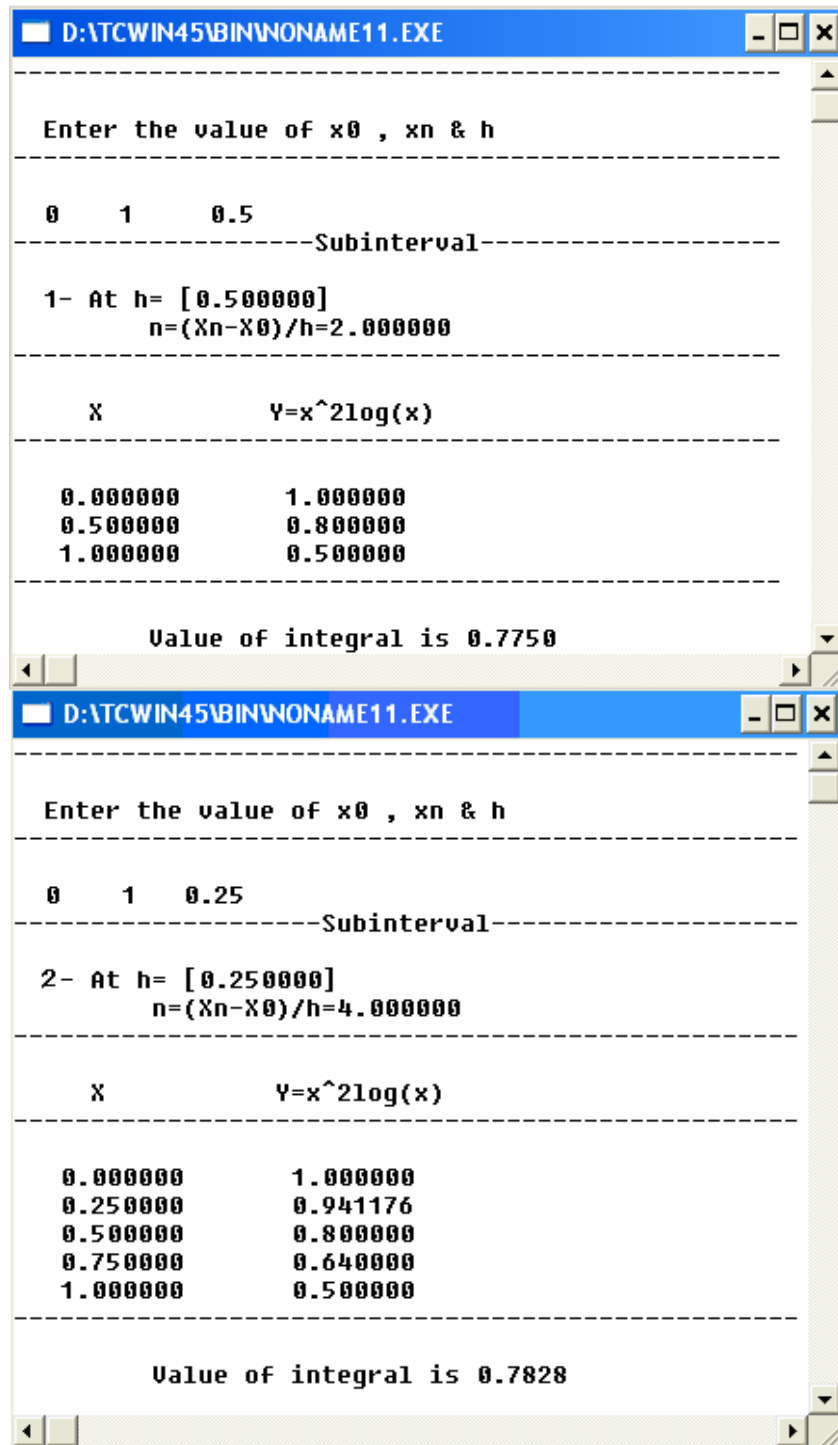 D:\TCWIN45\BIN\NONAME11.EXE
Enter the value of x0 , xn & h
0 1 0.5
-------------------Subinterval-------------------
1- At h= [0.500000]
n=(Xn-X0)/h=2.000000
X Y=x^2log(x)
0.000000 1.000000
0.500000 0.800000
1.000000 0.500000
Value of integral is 0.7750
D:\TCWIN45\BIN\NONAME11.EXE
Enter the value of x0 , xn & h
0 1 0.25
-------------------Subinterval-------------------
2- At h= [0.250000]
n=(Xn-X0)/h=4.000000
X Y=x^2log(x)
0.000000 1.000000
0.250000 0.941176
0.500000 0.800000
0.750000 0.640000
1.000000 0.500000
Value of integral is 0.7828